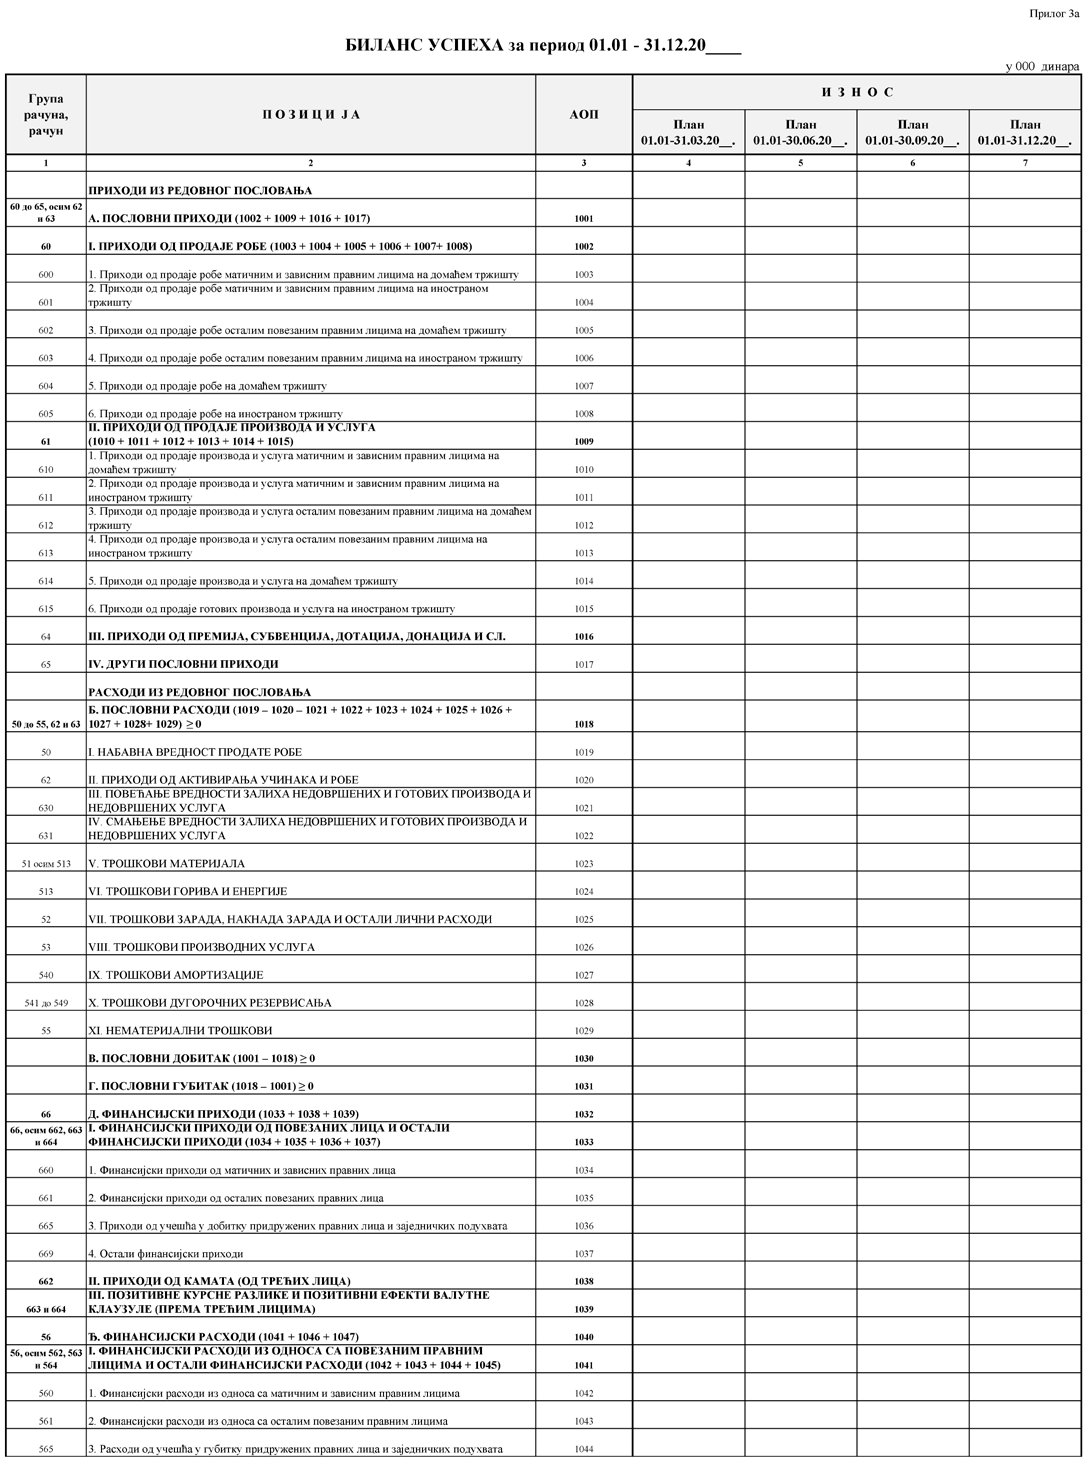 Прилог 3а
БИЛАНС УСПЕХА за период 01.01 - 31.12.20____
у 000 динара
Група рачуна, рачун П О З И Ц И Ј А АОП И З Н О С
План 01.01-31.03.20__. План 01.01-30.06.20__. План 01.01-30.09.20__. План 01.01-31.12.20__.
1 2 3 4 5 6 7
ПРИХОДИ ИЗ РЕДОВНОГ ПОСЛОВАЊА
60 до 65, осим 62 и 63 А. ПОСЛОВНИ ПРИХОДИ (1002 + 1009 + 1016 + 1017) 1001
60 I. ПРИХОДИ ОД ПРОДАЈЕ РОБЕ (1003 + 1004 + 1005 + 1006 + 1007+ 1008) 1002
600 1. Приходи од продаје робе матичним и зависним правним лицима на домаћем тржишту 1003
2. Приходи од продаје робе матичним и зависним правним лицима на иностраном
601 тржишту 1004
602 3. Приходи од продаје робе осталим повезаним правним лицима на домаћем тржишту 1005
603 4. Приходи од продаје робе осталим повезаним правним лицима на иностраном тржишту 1006
604 5. Приходи од продаје робе на домаћем тржишту 1007
605 6. Приходи од продаје робе на иностраном тржишту 1008
II. ПРИХОДИ ОД ПРОДАЈЕ ПРОИЗВОДА И УСЛУГА
61 (1010 + 1011 + 1012 + 1013 + 1014 + 1015) 1009
1. Приходи од продаје производа и услуга матичним и зависним правним лицима на
610 домаћем тржишту 1010
2. Приходи од продаје производа и услуга матичним и зависним правним лицима на
611 иностраном тржишту 1011
3. Приходи од продаје производа и услуга осталим повезаним правним лицима на домаћем
612 тржишту 1012
4. Приходи од продаје производа и услуга осталим повезаним правним лицима на
613 иностраном тржишту 1013
614 5. Приходи од продаје производа и услуга на домаћем тржишту 1014
615 6. Приходи од продаје готових производа и услуга на иностраном тржишту 1015
64 III. ПРИХОДИ ОД ПРЕМИЈА, СУБВЕНЦИЈА, ДОТАЦИЈА, ДОНАЦИЈА И СЛ. 1016
65 IV. ДРУГИ ПОСЛОВНИ ПРИХОДИ 1017
РАСХОДИ ИЗ РЕДОВНОГ ПОСЛОВАЊА
Б. ПОСЛОВНИ РАСХОДИ (1019 – 1020 – 1021 + 1022 + 1023 + 1024 + 1025 + 1026 +
50 до 55, 62 и 63 1027 + 1028+ 1029) ≥ 0 1018
50 I. НАБАВНА ВРЕДНОСТ ПРОДАТЕ РОБЕ 1019
62 II. ПРИХОДИ ОД АКТИВИРАЊА УЧИНАКА И РОБЕ 1020
III. ПОВЕЋАЊЕ ВРЕДНОСТИ ЗАЛИХА НЕДОВРШЕНИХ И ГОТОВИХ ПРОИЗВОДА И
630 НЕДОВРШЕНИХ УСЛУГА 1021
IV. СМАЊЕЊЕ ВРЕДНОСТИ ЗАЛИХА НЕДОВРШЕНИХ И ГОТОВИХ ПРОИЗВОДА И
631 НЕДОВРШЕНИХ УСЛУГА 1022
51 осим 513 V. ТРОШКОВИ МАТЕРИЈАЛА 1023
513 VI. ТРОШКОВИ ГОРИВА И ЕНЕРГИЈЕ 1024
52 VII. ТРОШКОВИ ЗАРАДА, НАКНАДА ЗАРАДА И ОСТАЛИ ЛИЧНИ РАСХОДИ 1025
53 VIII. ТРОШКОВИ ПРОИЗВОДНИХ УСЛУГА 1026
540 IX. ТРОШКОВИ АМОРТИЗАЦИЈЕ 1027
541 до 549 X. ТРОШКОВИ ДУГОРОЧНИХ РЕЗЕРВИСАЊА 1028
55 XI. НЕМАТЕРИЈАЛНИ ТРОШКОВИ 1029
В. ПОСЛОВНИ ДОБИТАК (1001 – 1018) ≥ 0 1030
Г. ПОСЛОВНИ ГУБИТАК (1018 – 1001) ≥ 0 1031
66 Д. ФИНАНСИЈСКИ ПРИХОДИ (1033 + 1038 + 1039) 1032
66, осим 662, 663 I. ФИНАНСИЈСКИ ПРИХОДИ ОД ПОВЕЗАНИХ ЛИЦА И ОСТАЛИ
и 664 ФИНАНСИЈСКИ ПРИХОДИ (1034 + 1035 + 1036 + 1037) 1033
660 1. Финансијски приходи од матичних и зависних правних лица 1034
661 2. Финансијски приходи од осталих повезаних правних лица 1035
665 3. Приходи од учешћа у добитку придружених правних лица и заједничких подухвата 1036
669 4. Остали финансијски приходи 1037
662 II. ПРИХОДИ ОД КАМАТА (ОД ТРЕЋИХ ЛИЦА) 1038
III. ПОЗИТИВНЕ КУРСНЕ РАЗЛИКЕ И ПОЗИТИВНИ ЕФЕКТИ ВАЛУТНЕ
663 и 664 КЛАУЗУЛЕ (ПРЕМА ТРЕЋИМ ЛИЦИМА) 1039
56 Ђ. ФИНАНСИЈСКИ РАСХОДИ (1041 + 1046 + 1047) 1040
56, осим 562, 563 I. ФИНАНСИЈСКИ РАСХОДИ ИЗ ОДНОСА СА ПОВЕЗАНИМ ПРАВНИМ
и 564 ЛИЦИМА И ОСТАЛИ ФИНАНСИЈСКИ РАСХОДИ (1042 + 1043 + 1044 + 1045) 1041
560 1. Финансијски расходи из односа са матичним и зависним правним лицима 1042
561 2. Финансијски расходи из односа са осталим повезаним правним лицима 1043
565 3. Расходи од учешћа у губитку придружених правних лица и заједничких подухвата 1044